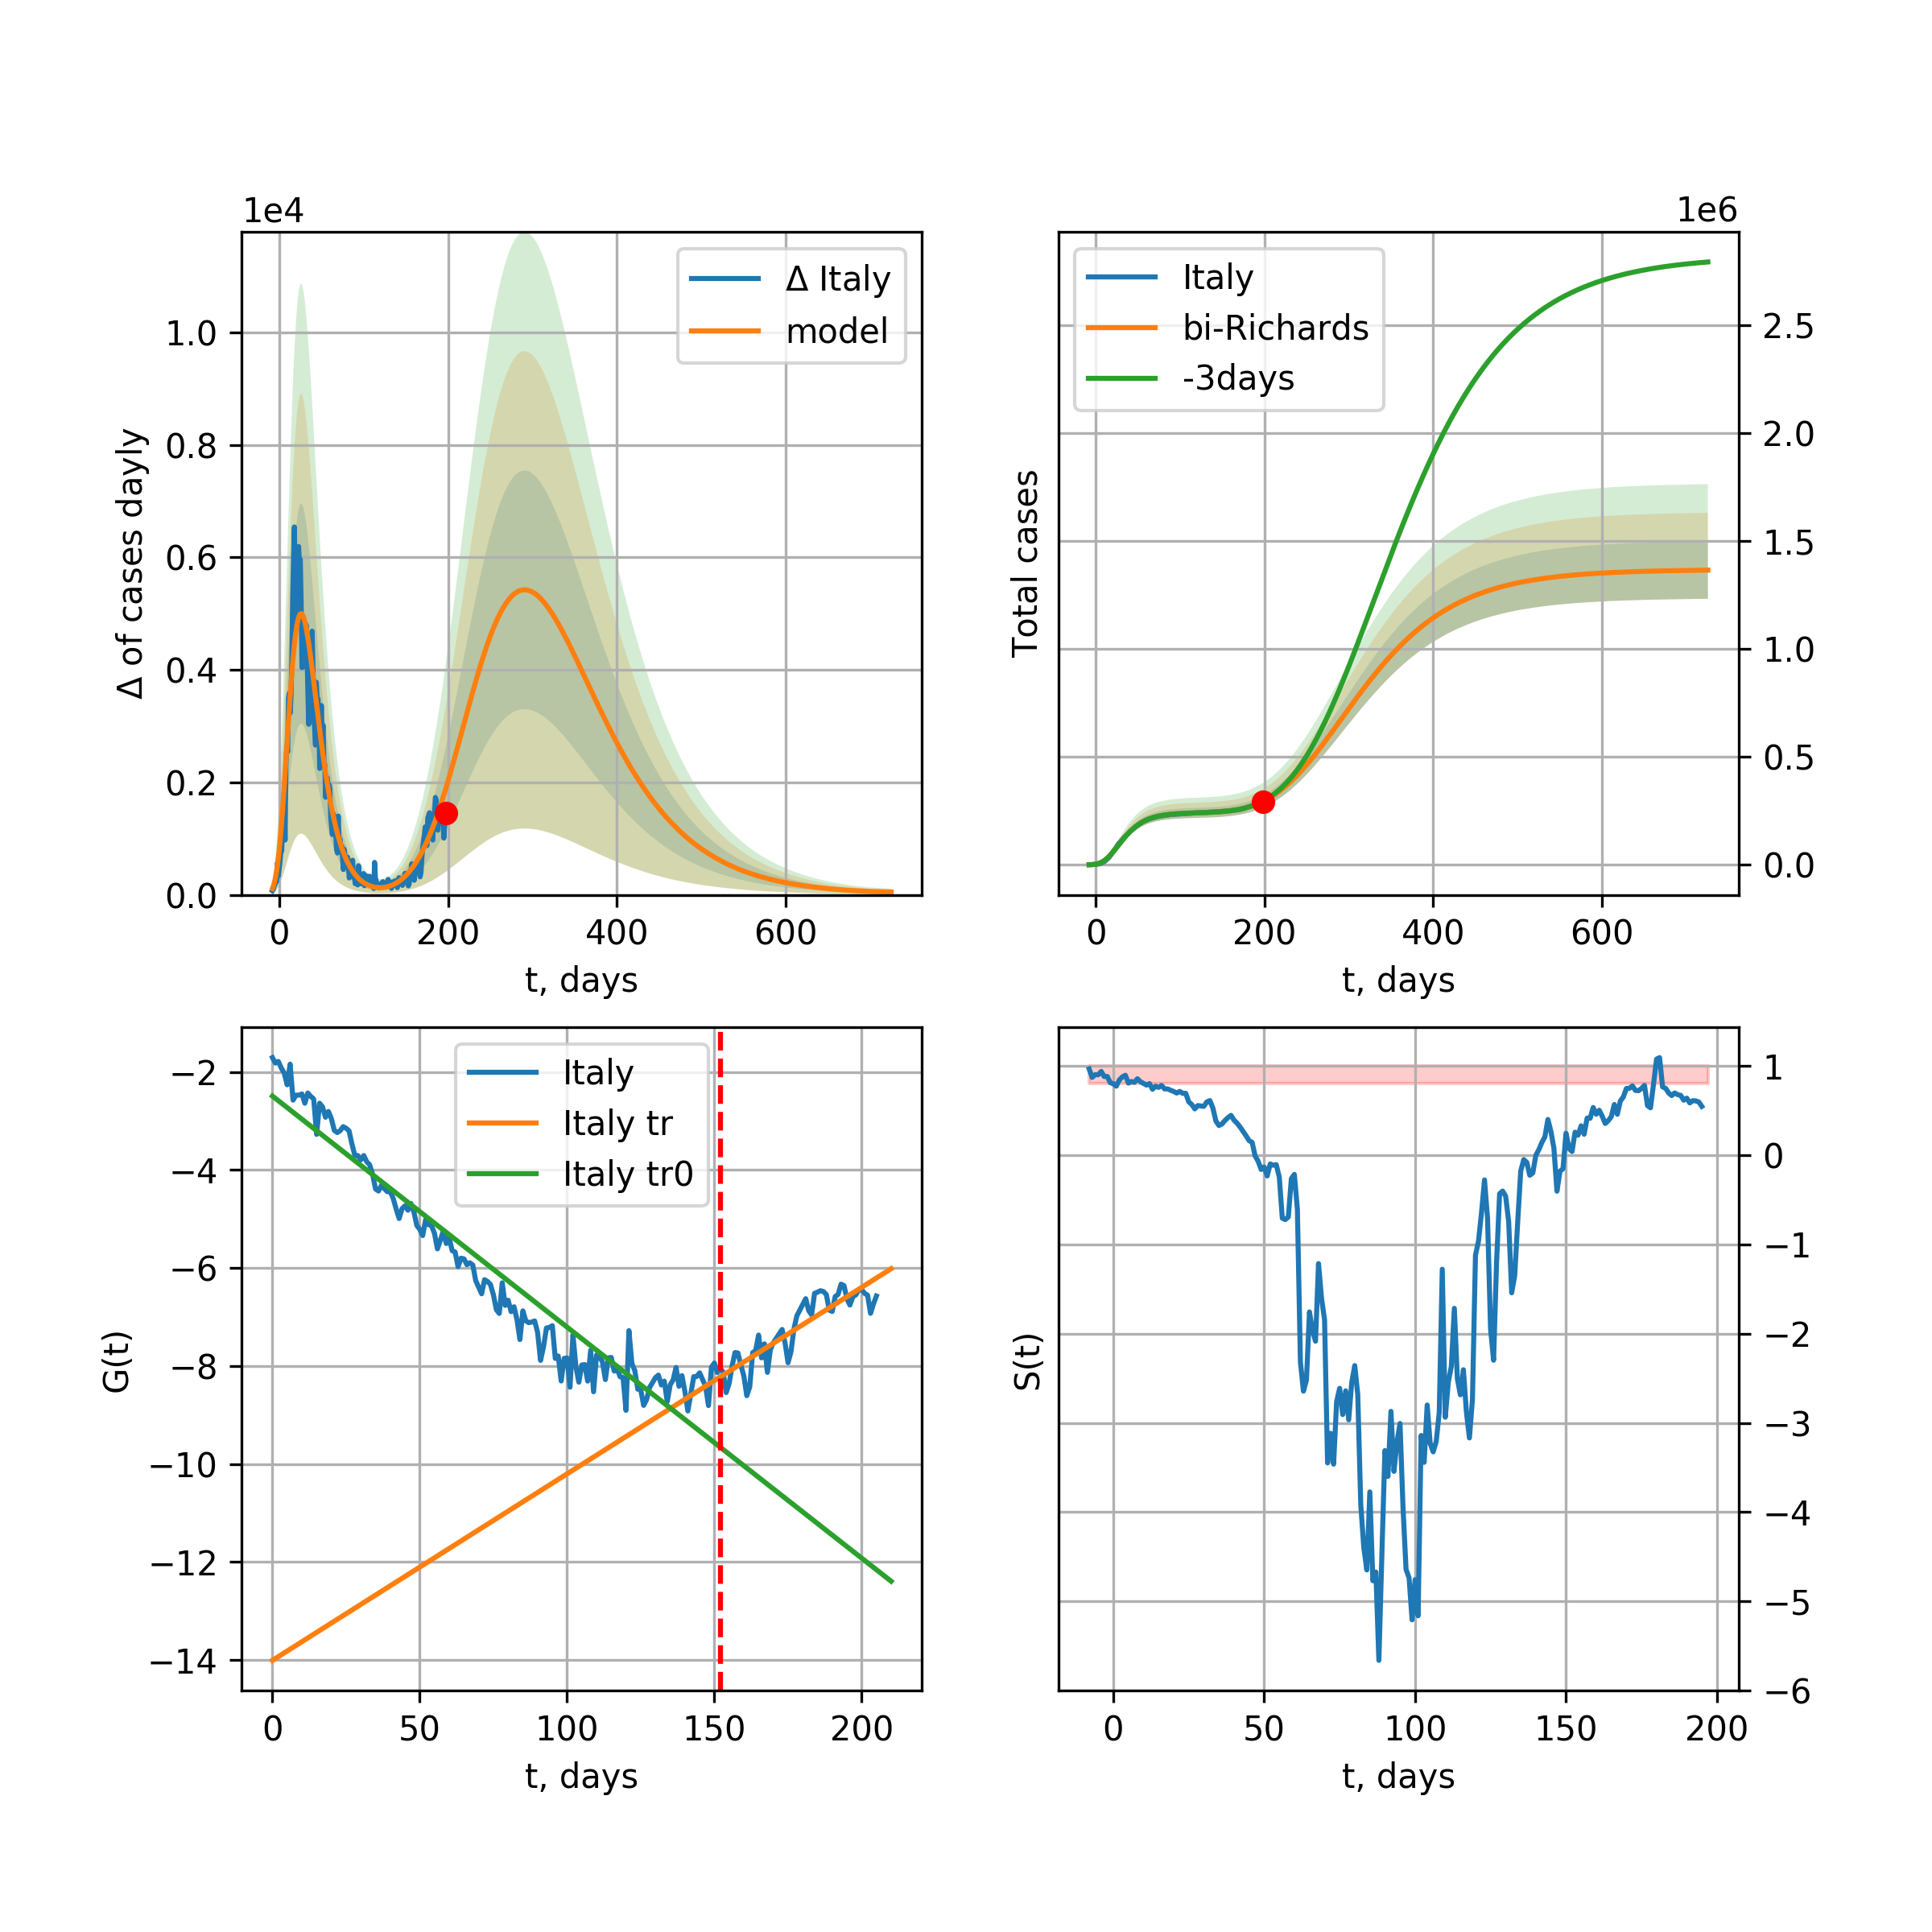 1e4
Δ of cases dayly
1.0
0.8
0.6
0.4
0.2
0.0
Δ Italy
model
0 200 400 600
t, days
1e6
Total cases
Italy
bi-Richards
-3days
2.5
2.0
1.5
1.0
0.5
0.0
0 200 400 600
t, days
G(t)
−2
−4
−6
−8
−10
−12
−14
Italy
Italy tr
Italy tr0
0 50 100 150 200
t, days
S(t)
1
0
−1
−2
−3
−4
−5
−6
0 50 100 150 200
t, days